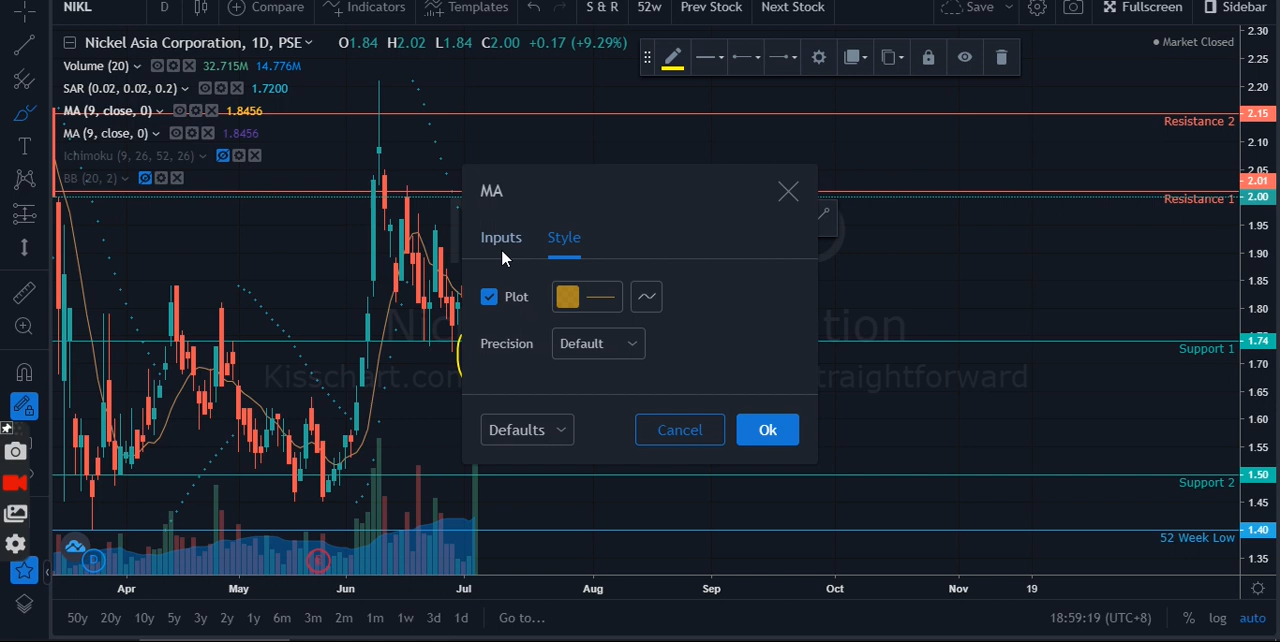 NIKL D Compare Indicators Templates S & R 52w Prev Stock Next Stock Save Fullscreen Sidebar
Nickel Asia Corporation, 1D, PSE O1.84 H2.02 L1.84 C2.00 +0.17 (+9.29%)
Market Closed
Volume (20) 32.715M 14.776M
SAR (0.02, 0.02, 0.2) 1.7200
MA (9, close, 0) 1.8456
MA (9, close, 0) 1.8456
Ichimoku (9, 26, 52, 26)
BB (20, 2)
2.30
2.25
2.20
2.15
Resistance 2
2.10
2.05
2.01
2.00
Resistance 1
1.95
1.90
1.85
1.80
1.74
Support 1
1.70
1.65
1.60
1.55
1.50
Support 2
1.45
1.40
52 Week Low
1.35
MA
Inputs Style
Plot
Precision Default
Defaults Cancel Ok
Kisschart.com
traightforward
D
E
Apr May Jun Jul Aug Sep Oct Nov 19
50y 20y 10y 5y 3y 2y 1y 6m 3m 2m 1m 1w 3d 1d Go to... 18:59:19 (UTC+8) % log auto